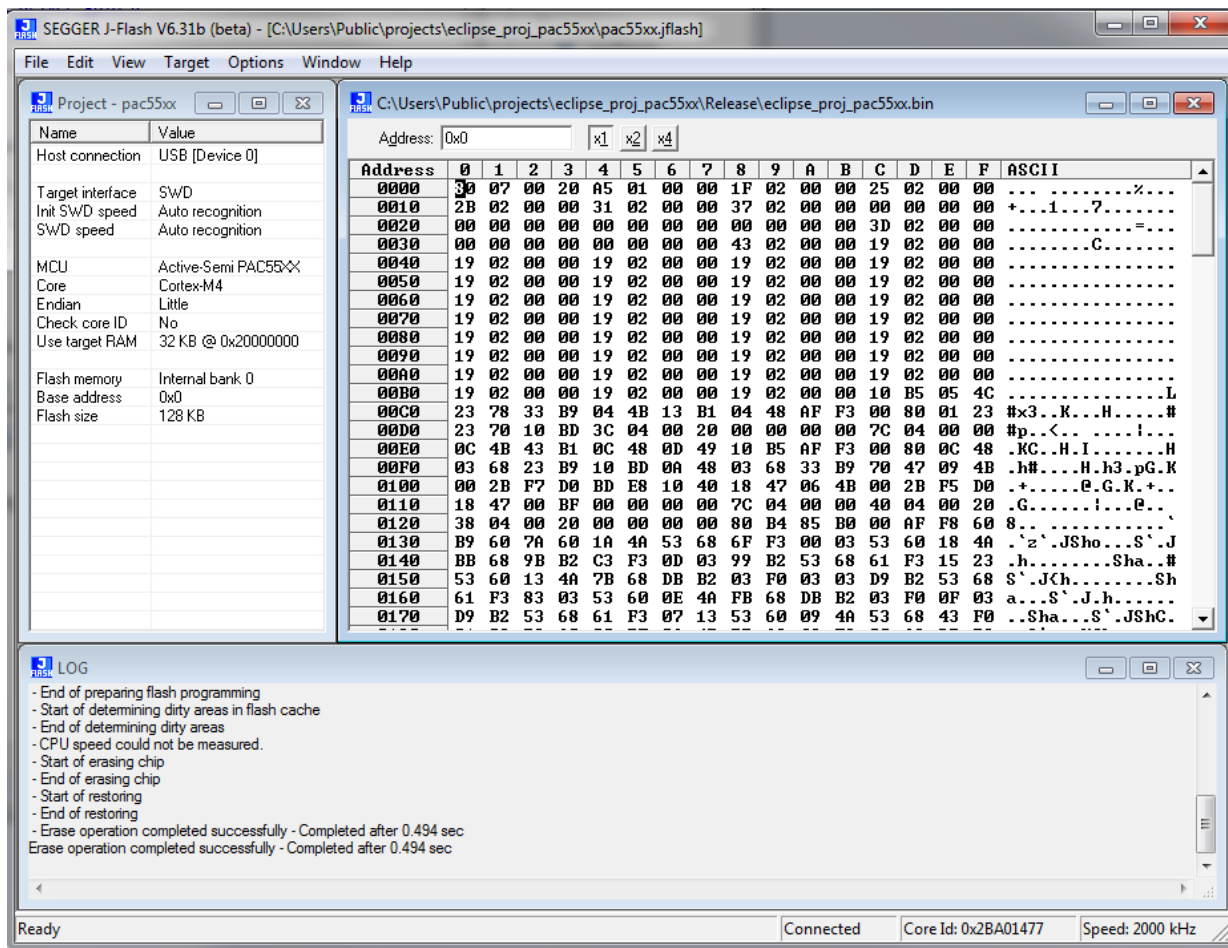 SEGGER J-Flash V6.31b (beta) - [C:\Users\Public\projects\eclipse_proj_pac55xx\pac55xx.jflash]
File Edit View Target Options Window Help
Project - pac55xx
Name Value
Host connection USB [Device 0]
Target interface SWD
Init SWD speed Auto recognition
SWD speed Auto recognition
MCU Active-Semi PAC55XX
Core Cortex-M4
Endian Little
Check core ID No
Use target RAM 32 KB @ 0x20000000
Flash memory Internal bank 0
Base address 0x0
Flash size 128 KB
C:\Users\Public\projects\eclipse_proj_pac55xx\Release\eclipse_proj_pac55xx.bin
Address: 0x0 x1 x2 x4
Address 0 1 2 3 4 5 6 7 8 9 A B C D E F ASCII
0000 30 07 00 20 A5 01 00 00 1F 02 00 00 25 02 00 00 ... ........%...
0010 2B 02 00 00 31 02 00 00 37 02 00 00 00 00 00 00 +...1...7.......
0020 00 00 00 00 00 00 00 00 00 00 00 00 3D 02 00 00 ............=...
0030 00 00 00 00 00 00 00 00 43 02 00 00 19 02 00 00 ........C.......
0040 19 02 00 00 19 02 00 00 19 02 00 00 19 02 00 00 ................
0050 19 02 00 00 19 02 00 00 19 02 00 00 19 02 00 00 ................
0060 19 02 00 00 19 02 00 00 19 02 00 00 19 02 00 00 ................
0070 19 02 00 00 19 02 00 00 19 02 00 00 19 02 00 00 ................
0080 19 02 00 00 19 02 00 00 19 02 00 00 19 02 00 00 ................
0090 19 02 00 00 19 02 00 00 19 02 00 00 19 02 00 00 ................
00A0 19 02 00 00 19 02 00 00 19 02 00 00 19 02 00 00 ................
00B0 19 02 00 00 19 02 00 00 19 02 00 00 10 B5 05 4C ...............L
00C0 23 78 33 B9 04 4B 13 B1 04 48 AF F3 00 80 01 23 #x3..K...H.....#
00D0 23 70 10 BD 3C 04 00 20 00 00 00 00 7C 04 00 00 #p..<.. ....|...
00E0 0C 4B 43 B1 0C 48 0D 49 10 B5 AF F3 00 80 0C 48 .KC..H.I.......H
00F0 03 68 23 B9 10 BD 0A 48 03 68 33 B9 70 47 09 4B .h#....H.h3.pG.K
0100 00 2B F7 D0 BD E8 10 40 18 47 06 4B 00 2B F5 D0 .+.....@.G.K.+..
0110 18 47 00 BF 00 00 00 00 7C 04 00 00 40 04 00 20 .G......|...@..
0120 38 04 00 20 00 00 00 00 80 B4 85 B0 00 AF F8 60 8.. ...........`
0130 B9 60 7A 60 1A 4A 53 68 6F F3 00 03 53 60 18 4A .`z`.JSho...S`.J
0140 BB 68 9B B2 C3 F3 0D 03 99 B2 53 68 61 F3 15 23 .h........Sha..#
0150 53 60 13 4A 7B 68 DB B2 03 F0 03 03 D9 B2 53 68 S`.J{h........Sh
0160 61 F3 83 03 53 60 0E 4A FB 68 DB B2 03 F0 0F 03 a...S`.J.h......
0170 D9 B2 53 68 61 F3 07 13 53 60 09 4A 53 68 43 F0 ..Sha...S`.JShC.
LOG
- End of preparing flash programming
- Start of determining dirty areas in flash cache
- End of determining dirty areas
- CPU speed could not be measured.
- Start of erasing chip
- End of erasing chip
- Start of restoring
- End of restoring
- Erase operation completed successfully - Completed after 0.494 sec
Erase operation completed successfully - Completed after 0.494 sec
Ready Connected Core Id: 0x2BA01477 Speed: 2000 kHz